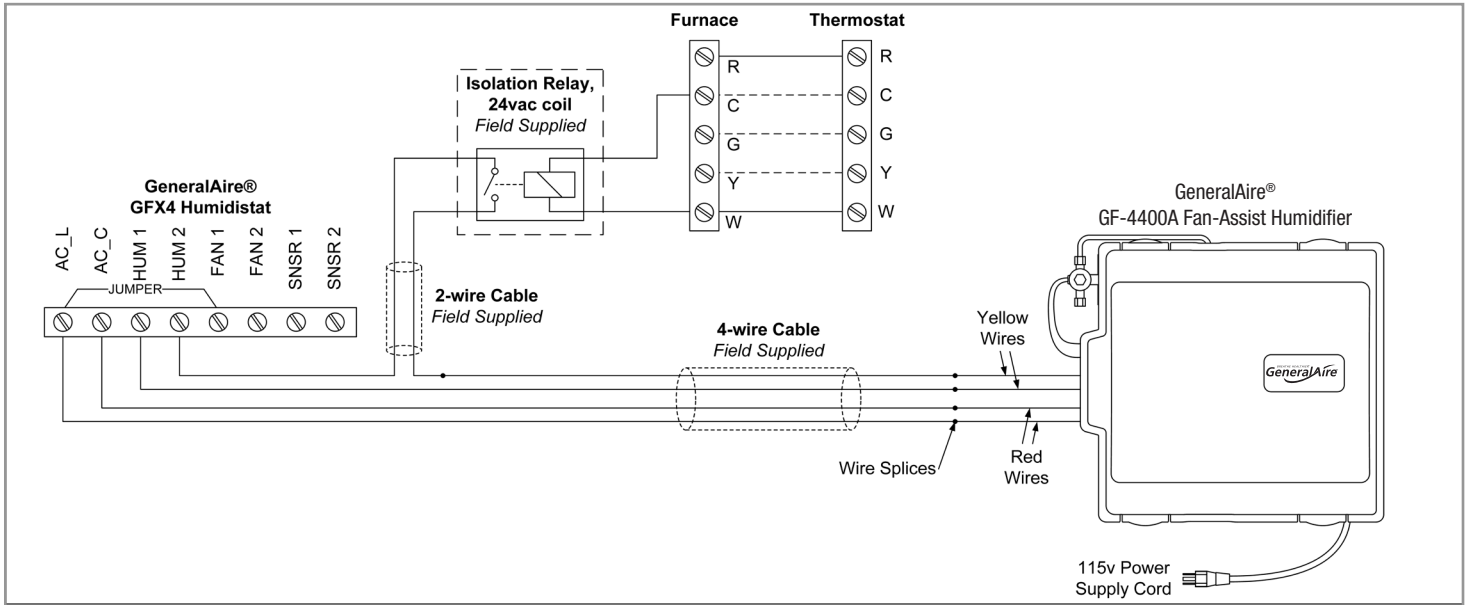 Furnace
Thermostat
R
C
G
Y
W
R
C
G
Y
W
Isolation Relay,
24vac coil
Field Supplied
GeneralAire®
GFX4 Humidistat
AC_L
AC_C
HUM 1
HUM 2
FAN 1
FAN 2
SNSR 1
SNSR 2
JUMPER
2-wire Cable
Field Supplied
4-wire Cable
Field Supplied
Yellow
Wires
Wire Splices
Red
Wires
GeneralAire®
GF-4400A Fan-Assist Humidifier
GeneralAire
115v Power
Supply Cord